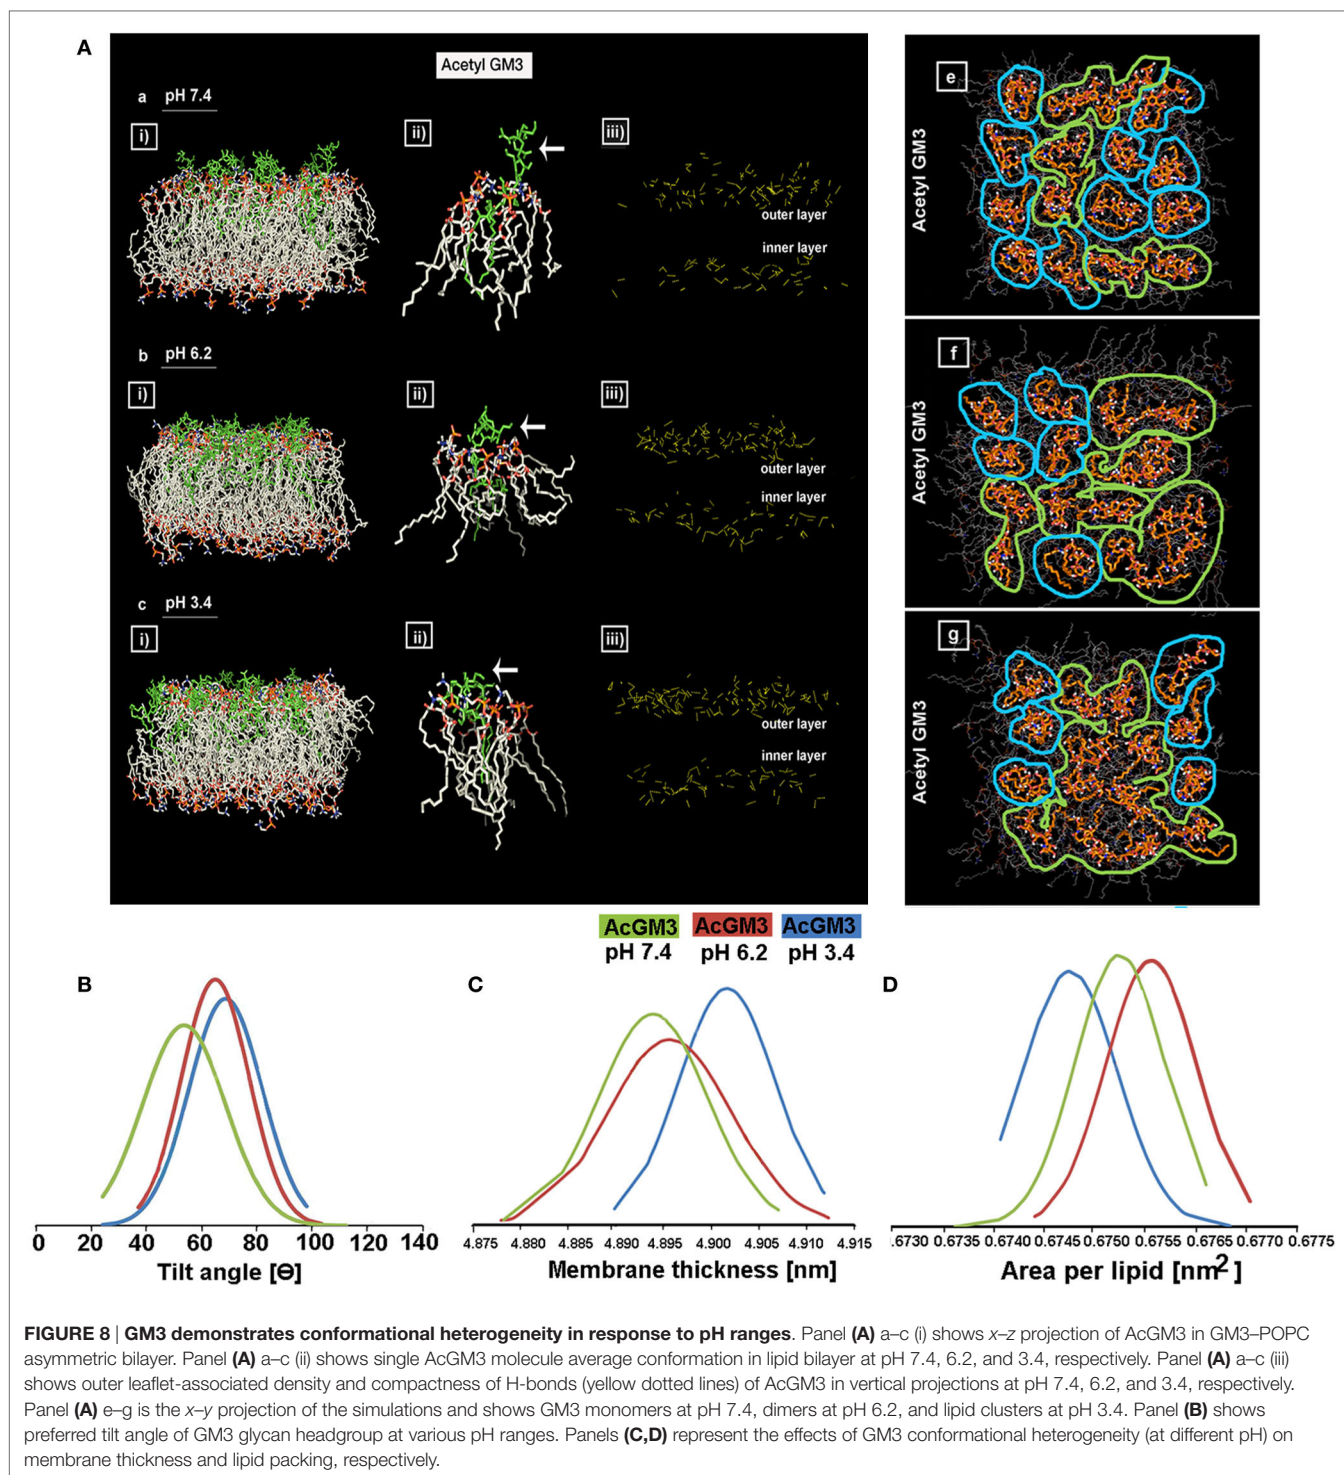 A
Acetyl GM3
a pH 7.4
i) ii) iii)
outer layer
inner layer
b pH 6.2
i) ii) iii)
outer layer
inner layer
c pH 3.4
i) ii) iii)
outer layer
inner layer
e
Acetyl GM3
f
Acetyl GM3
g
Acetyl GM3
AcGM3 AcGM3 AcGM3
pH 7.4 pH 6.2 pH 3.4
B
0 20 40 60 80 100 120 140
Tilt angle [Ɵ]
C
4.875 4.880 4.885 4.890 4.895 4.900 4.905 4.910 4.915
Membrane thickness [nm]
D
.6730 0.6735 0.6740 0.6745 0.6750 0.6755 0.6765 0.6770 0.6775
Area per lipid [nm2]
FIGURE 8 | GM3 demonstrates conformational heterogeneity in response to pH ranges. Panel (A) a–c (i) shows x–z projection of AcGM3 in GM3–POPC
asymmetric bilayer. Panel (A) a–c (ii) shows single AcGM3 molecule average conformation in lipid bilayer at pH 7.4, 6.2, and 3.4, respectively. Panel (A) a–c (iii)
shows outer leaflet-associated density and compactness of H-bonds (yellow dotted lines) of AcGM3 in vertical projections at pH 7.4, 6.2, and 3.4, respectively.
Panel (A) e–g is the x–y projection of the simulations and shows GM3 monomers at pH 7.4, dimers at pH 6.2, and lipid clusters at pH 3.4. Panel (B) shows
preferred tilt angle of GM3 glycan headgroup at various pH ranges. Panels (C,D) represent the effects of GM3 conformational heterogeneity (at different pH) on
membrane thickness and lipid packing, respectively.